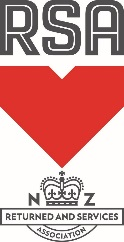 RSA
N Z
RETURNED AND SERVICES
ASSOCIATION